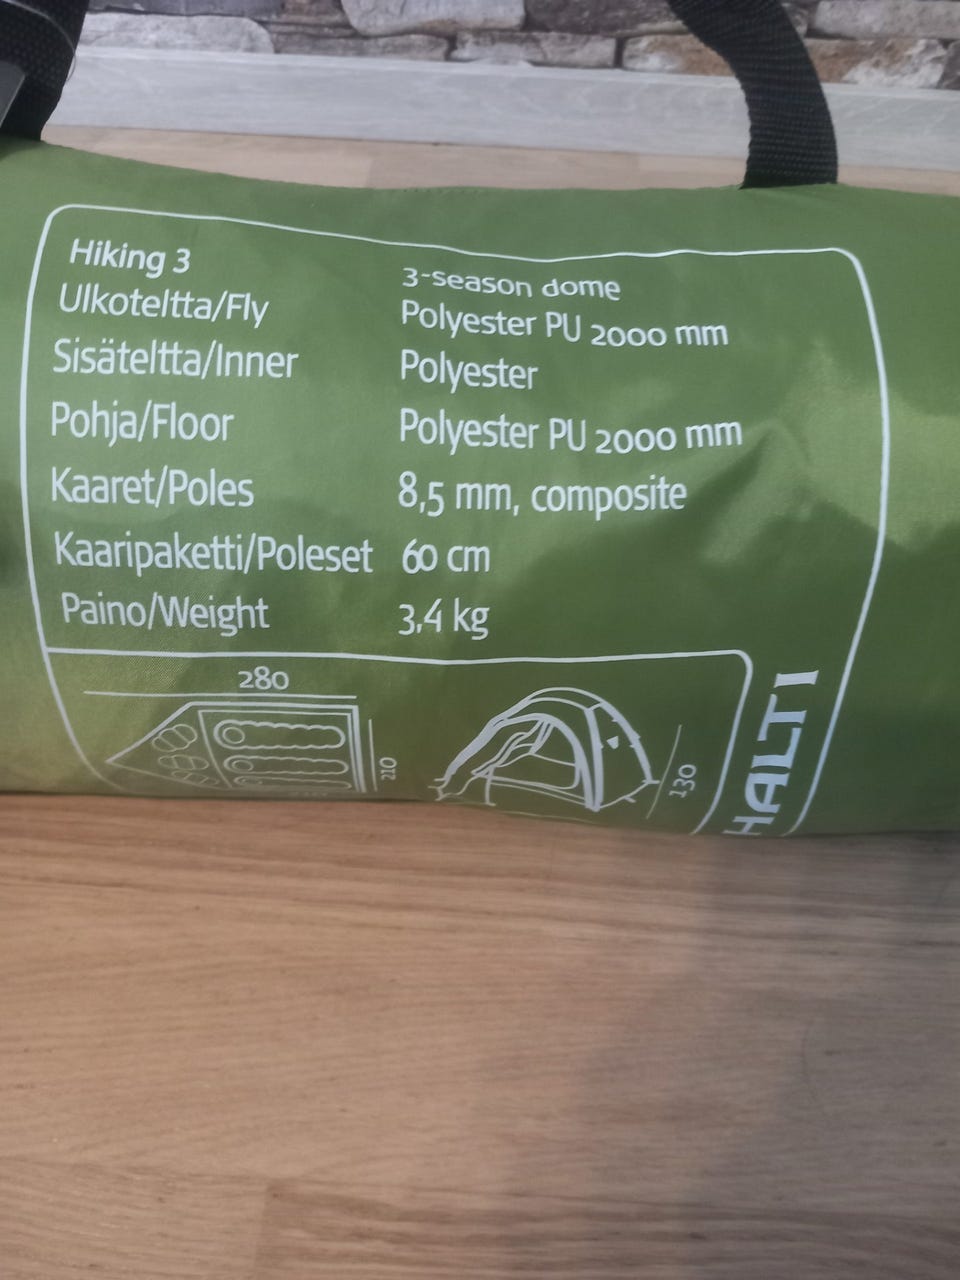 Hiking 3 3-season dome
Ulkoteltta/Fly Polyester PU 2000 mm
Sisäteltta/Inner Polyester
Pohja/Floor Polyester PU 2000 mm
Kaaret/Poles 8,5 mm, composite
Kaaripaketti/Poleset 60 cm
Paino/Weight 3,4 kg
280
210
130
HALTI